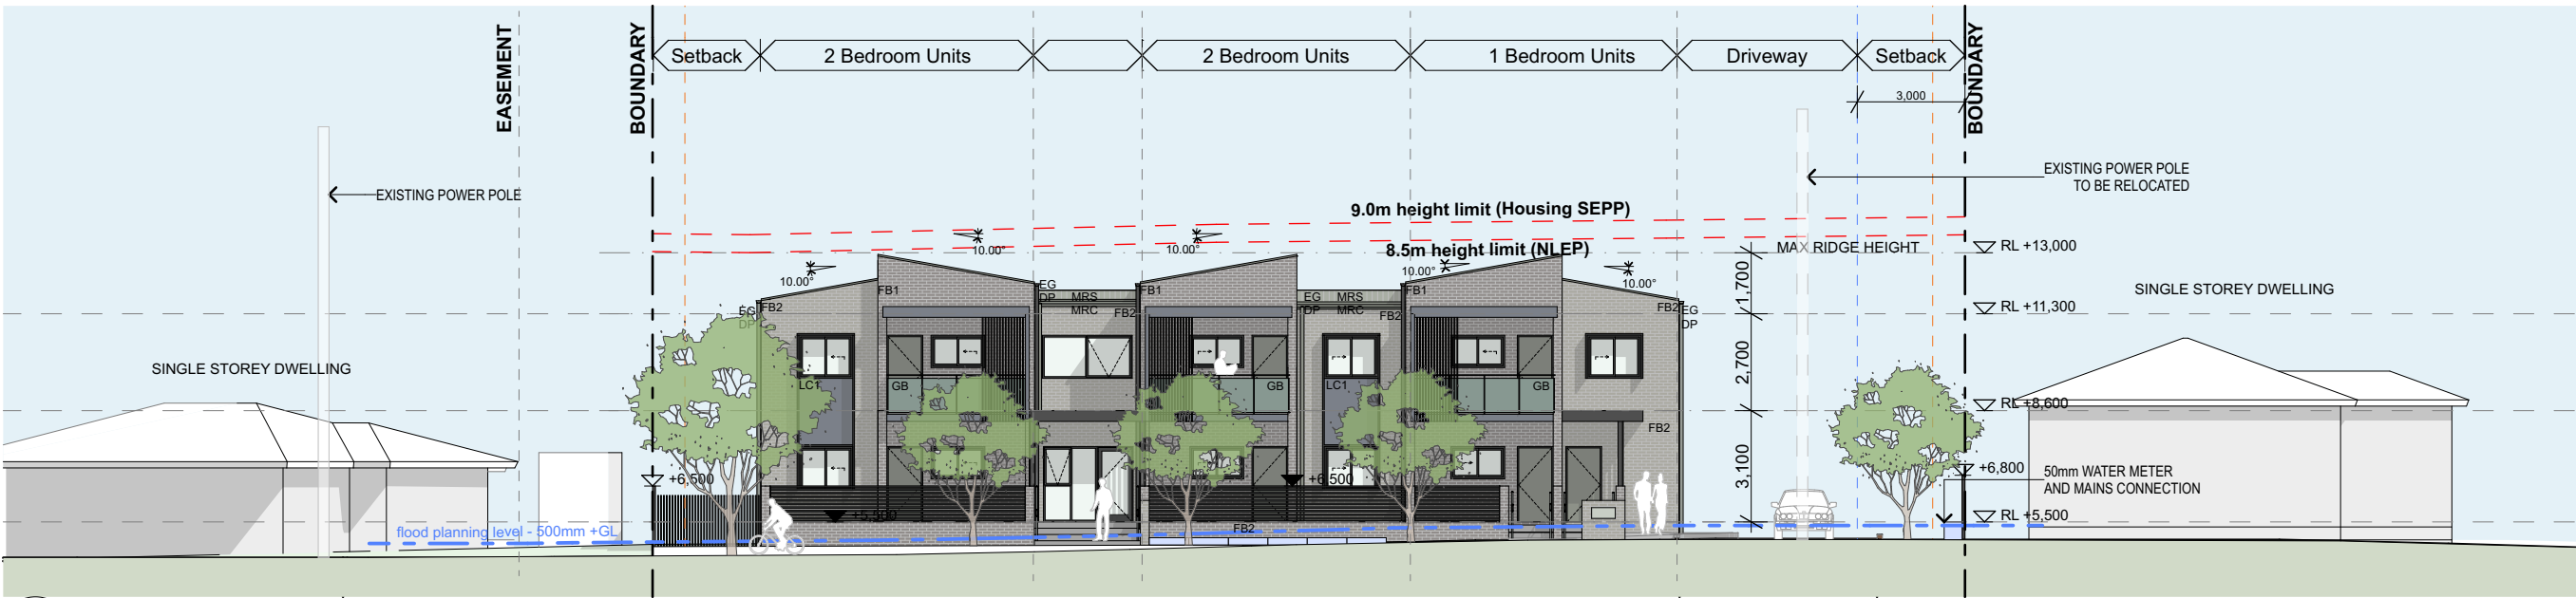 EASEMENT
BOUNDARY
Setback
2 Bedroom Units
2 Bedroom Units
1 Bedroom Units
Driveway
Setback
BOUNDARY
3,000
EXISTING POWER POLE
EXISTING POWER POLE
TO BE RELOCATED
9.0m height limit (Housing SEPP)
8.5m height limit (NLEP)
MAX RIDGE HEIGHT
RL +13,000
10.00°
10.00°
10.00°
10.00°
10.00°
1,700
RL +11,300
SINGLE STOREY DWELLING
EG
DP
FB2
FB1
EG
DP
MRS
MRC
FB2
FB1
EG
DP
MRS
MRC
FB2
FB1
FB2
EG
DP
SINGLE STOREY DWELLING
2,700
LC1
GB
GB
LC1
GB
RL +8,600
FB2
3,100
+6,500
+6,500
+6,800
50mm WATER METER
AND MAINS CONNECTION
+5,500
RL +5,500
flood planning level - 500mm +GL
FB2